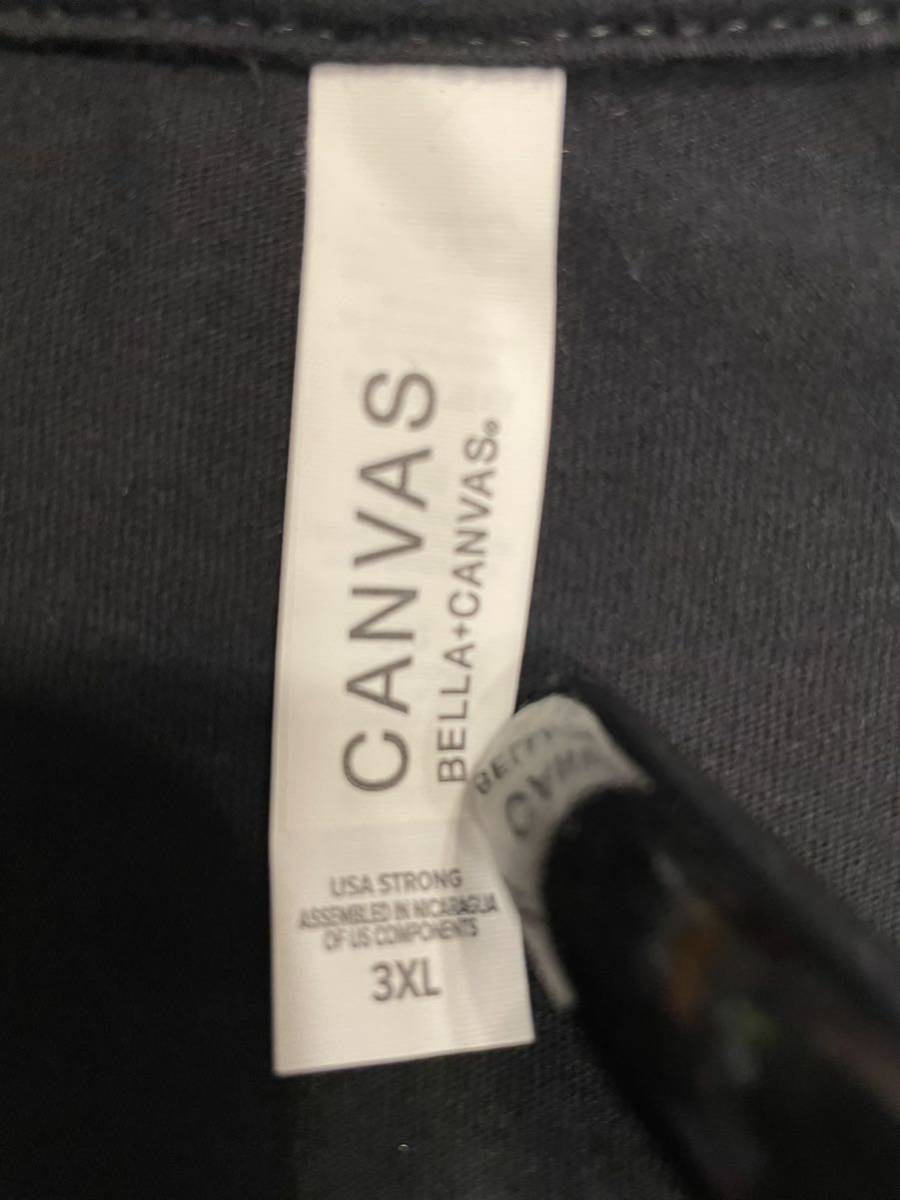 CANVAS
BELLA+CANVAS®
USA STRONG
ASSEMBLED IN NICARAGUA
OF US COMPONENTS
3XL